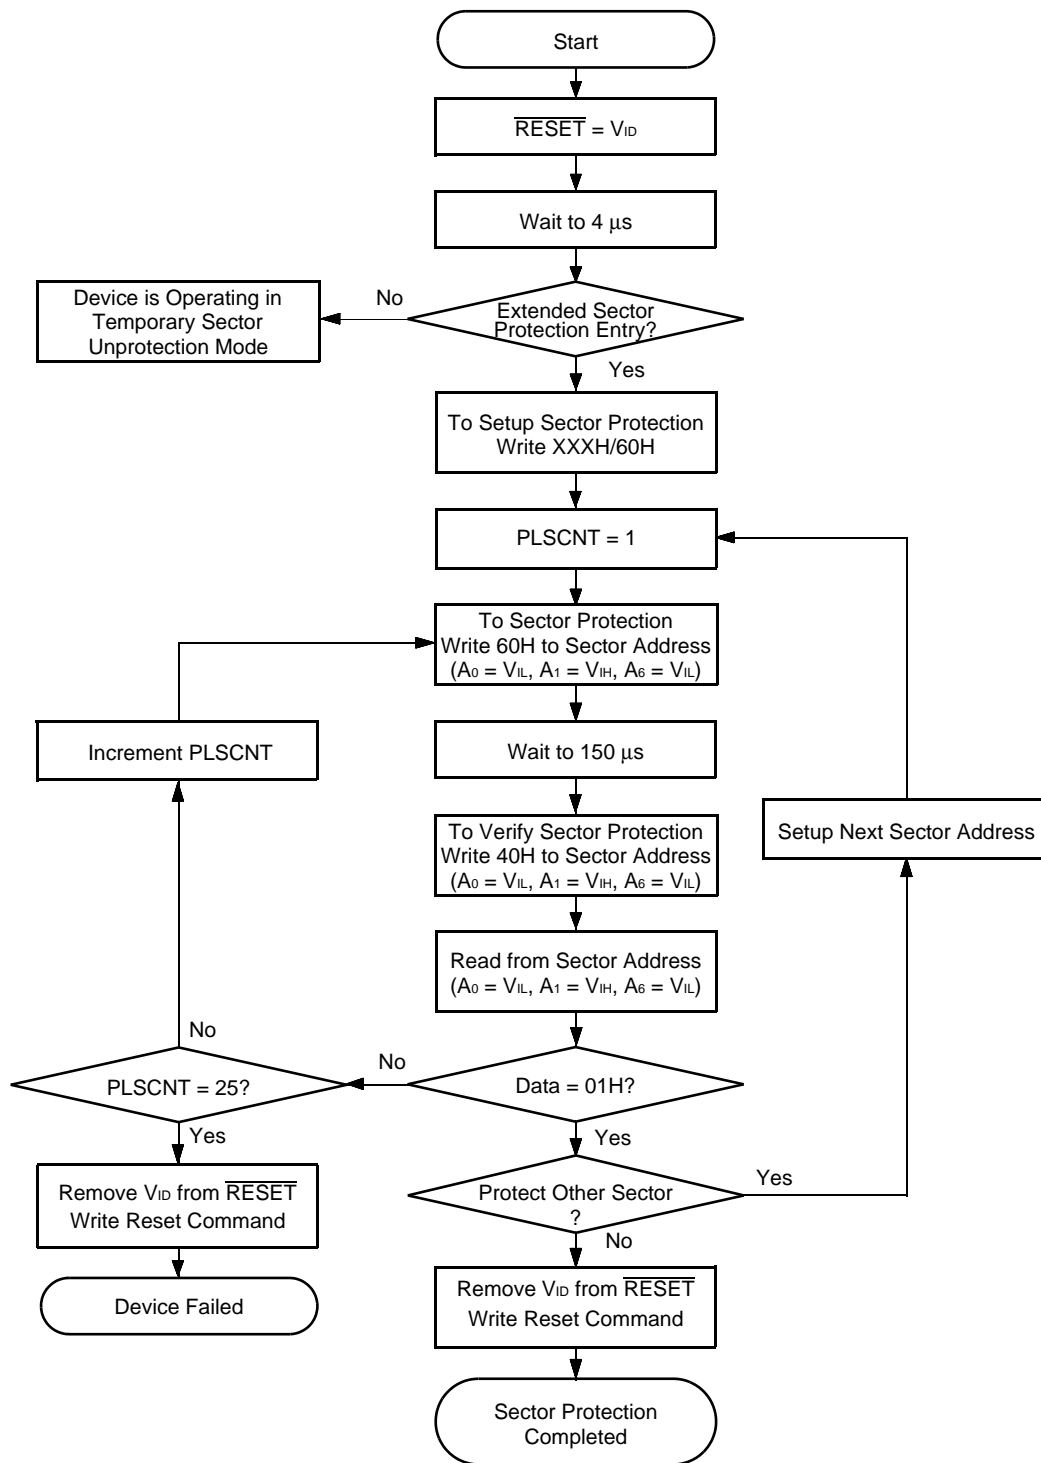 Start
RESET = VID
Wait to 4 μs
No
Device is Operating in
Temporary Sector
Unprotection Mode
Extended Sector
Protection Entry?
Yes
To Setup Sector Protection
Write XXXH/60H
PLSCNT = 1
To Sector Protection
Write 60H to Sector Address
(A0 = VIL, A1 = VIH, A6 = VIL)
Increment PLSCNT
Wait to 150 μs
To Verify Sector Protection
Write 40H to Sector Address
(A0 = VIL, A1 = VIH, A6 = VIL)
Setup Next Sector Address
Read from Sector Address
(A0 = VIL, A1 = VIH, A6 = VIL)
No
No
PLSCNT = 25?
Data = 01H?
Yes
Yes
Remove VID from RESET
Write Reset Command
Protect Other Sector
?
Yes
No
Device Failed
Remove VID from RESET
Write Reset Command
Sector Protection
Completed